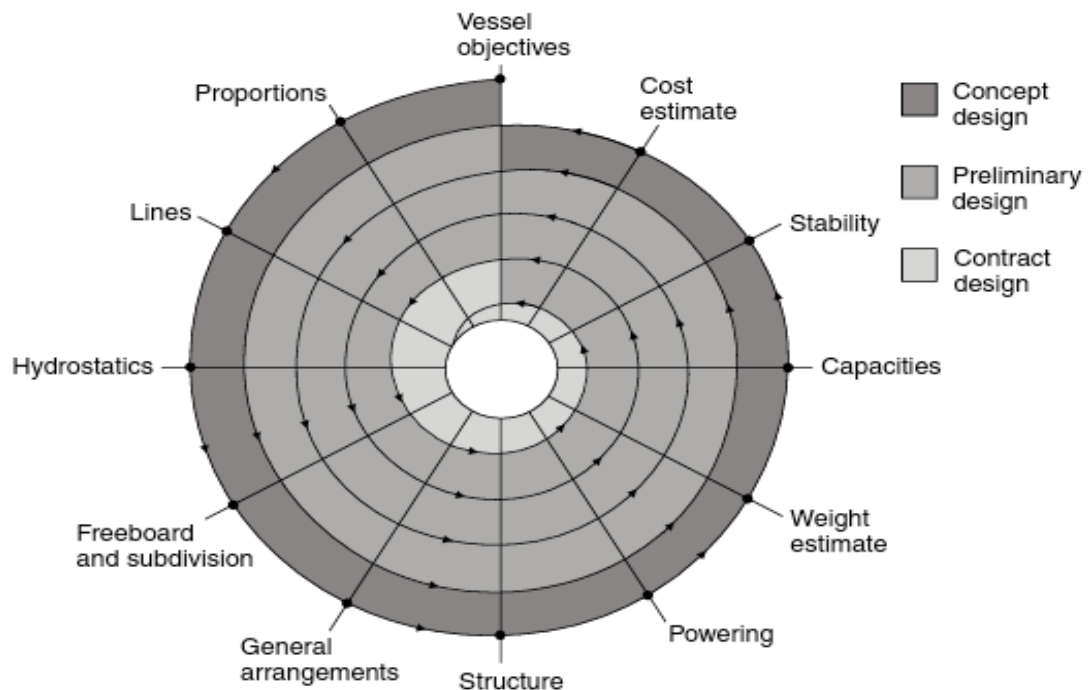 Vessel
objectives
Proportions
Cost
estimate
Concept
design
Preliminary
design
Contract
design
Lines
Stability
Hydrostatics
Capacities
Freeboard
and subdivision
Weight
estimate
General
arrangements
Powering
Structure